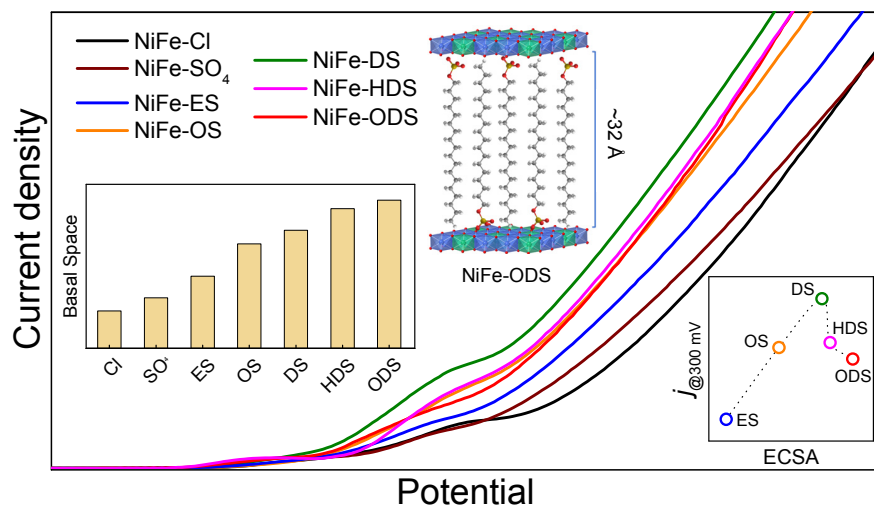 NiFe-Cl
NiFe-SO₄
NiFe-ES
NiFe-OS
NiFe-DS
NiFe-HDS
NiFe-ODS
~32 Å
NiFe-ODS
Current density
Basal Space
Cl
SO⁴
ES
OS
DS
HDS
ODS
j@300 mV
DS
HDS
OS
ODS
ES
ECSA
Potential